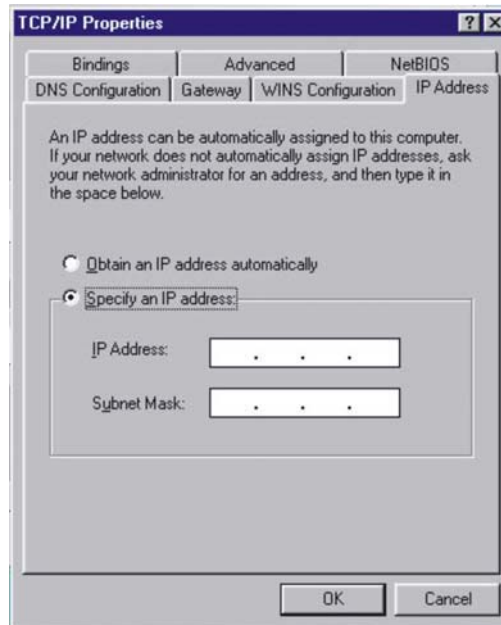 TCP/IP Properties
? ×
Bindings Advanced NetBIOS
DNS Configuration Gateway WINS Configuration IP Address
An IP address can be automatically assigned to this computer.
If your network does not automatically assign IP addresses, ask
your network administrator for an address, and then type it in
the space below.
Obtain an IP address automatically
Specify an IP address:
IP Address: . . .
Subnet Mask: . . .
OK Cancel